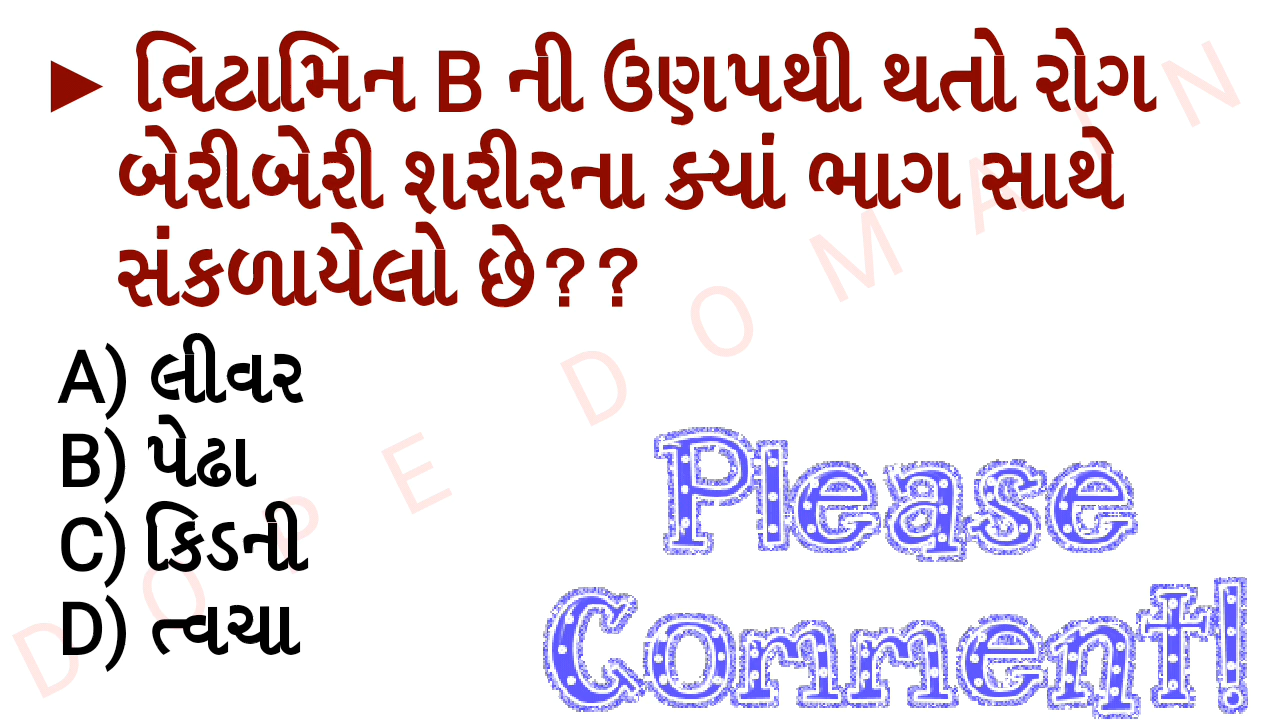 ► વિટામિન B ની ઉણપથી થતો રોગ
બેરીબેરી શરીરના ક્યાં ભાગ સાથે
સંકળાયેલો છે??
A) લીવર
B) પેઢા
C) કિડની
D) ત્વચા
Please
Comment!
DOPE DOMAIN